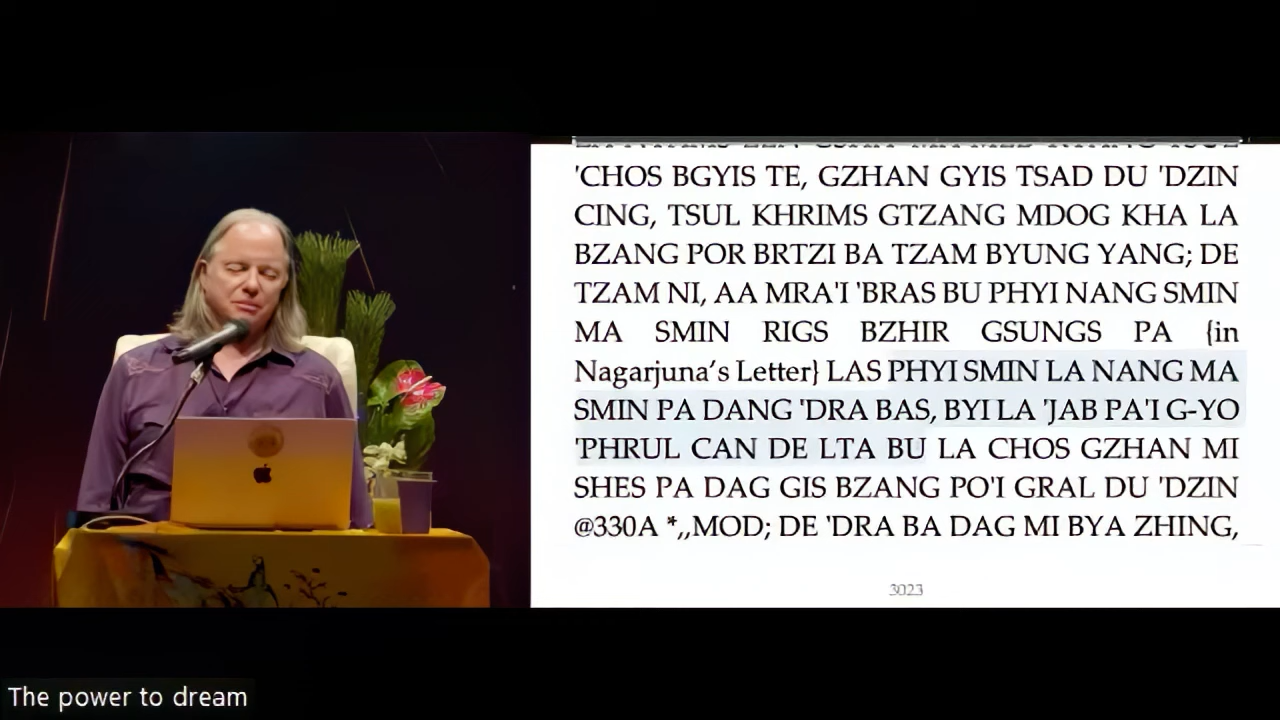 'CHOS BGYIS TE, GZHAN GYIS TSAD DU 'DZIN
CING, TSUL KHRIMS GTZANG MDOG KHA LA
BZANG POR BRTZI BA TZAM BYUNG YANG; DE
TZAM NI, AA MRA'I 'BRAS BU PHYI NANG SMIN
MA SMIN RIGS BZHIR GSUNGS PA {in
Nagarjuna's Letter} LAS PHYI SMIN LA NANG MA
SMIN PA DANG 'DRA BAS, BYI LA 'JAB PA'I G-YO
'PHRUL CAN DE LTA BU LA CHOS GZHAN MI
SHES PA DAG GIS BZANG PO'I GRAL DU 'DZIN
@330A *,,MOD; DE 'DRA BA DAG MI BYA ZHING,
3023
The power to dream